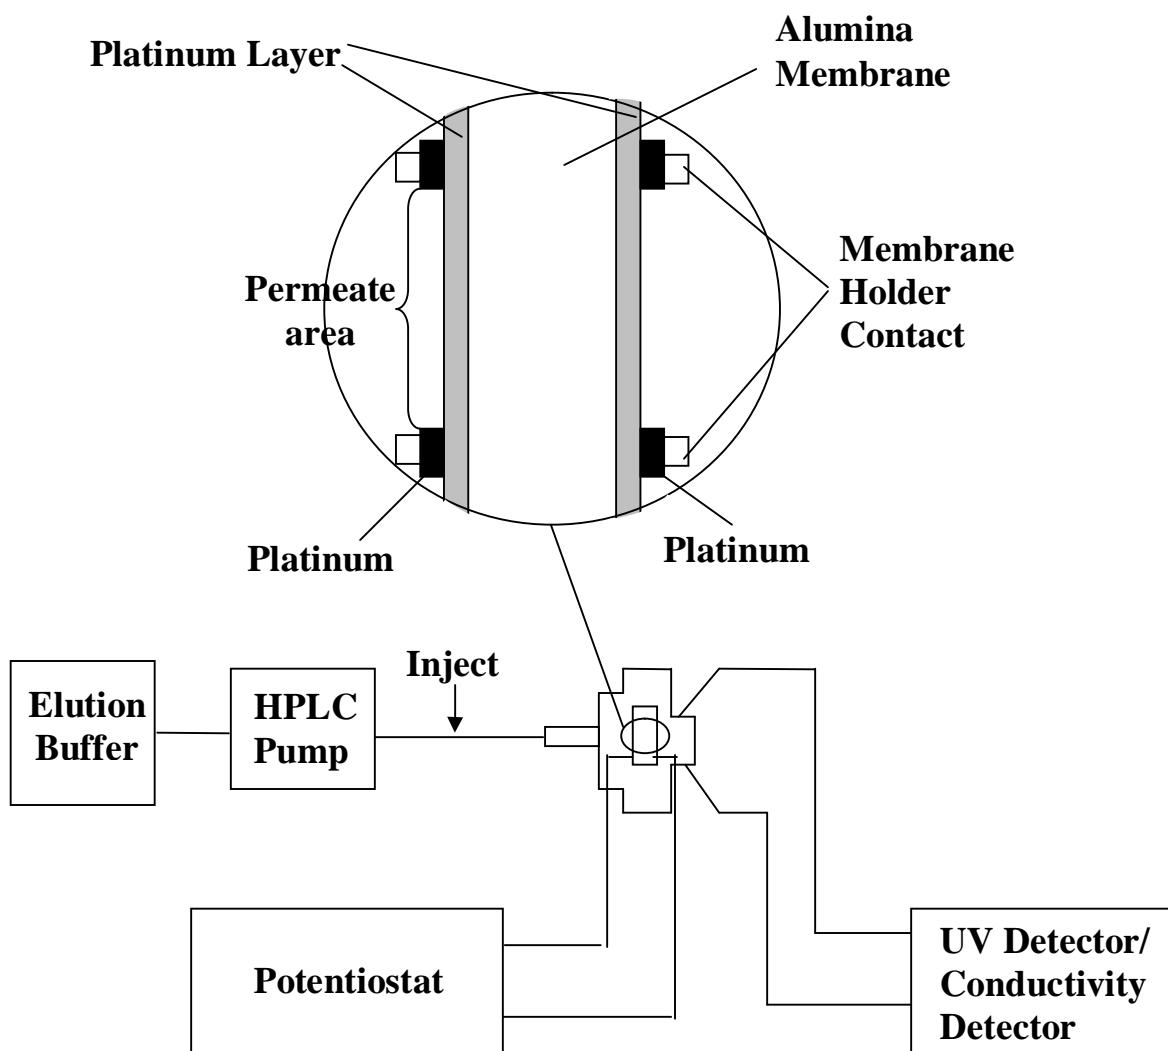 Alumina
Membrane
Platinum Layer
Membrane
Holder
Contact
Permeate
area
Platinum
Platinum
Inject
Elution
Buffer
HPLC
Pump
Potentiostat
UV Detector/
Conductivity
Detector